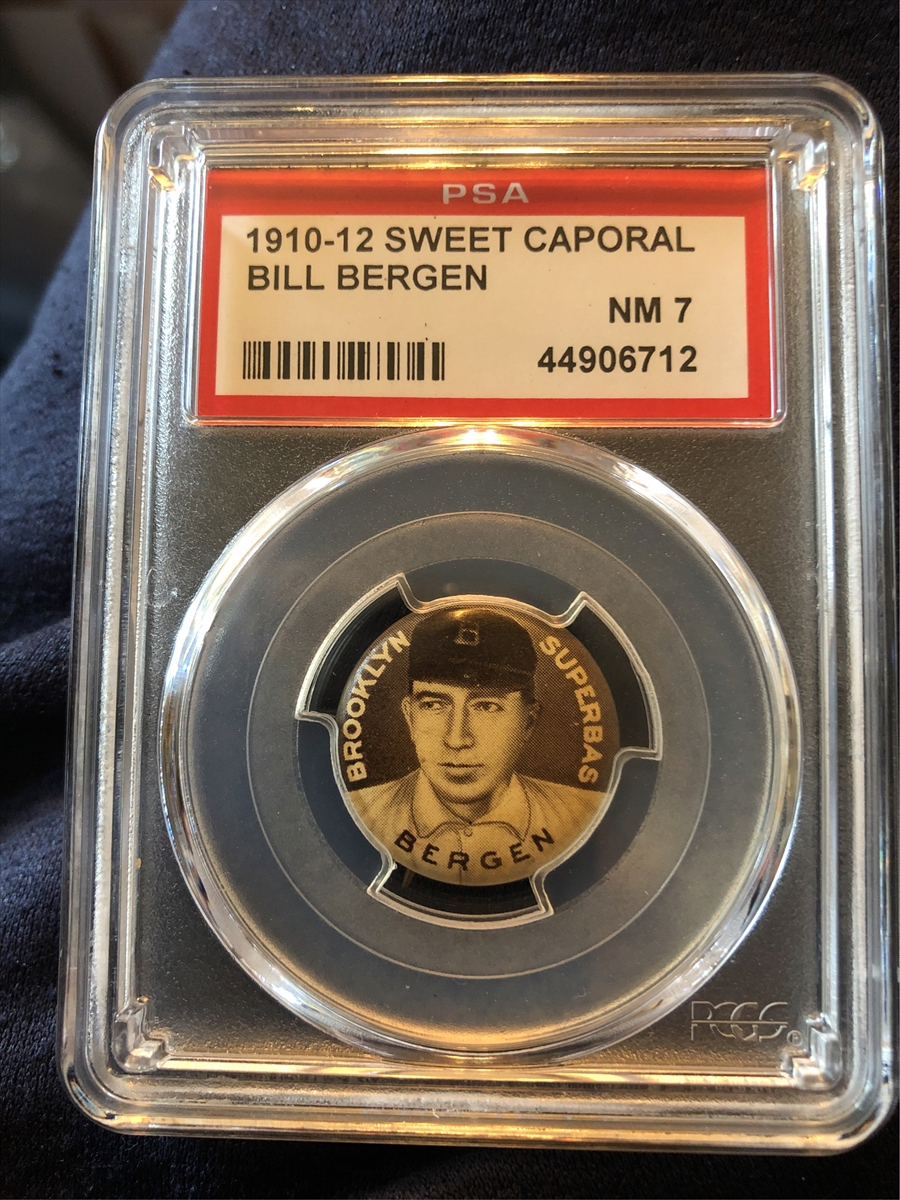 PSA
1910-12 SWEET CAPORAL
BILL BERGEN
NM 7
44906712
B
BROOKLYN
SUPERBAS
BERGEN
PCGS®